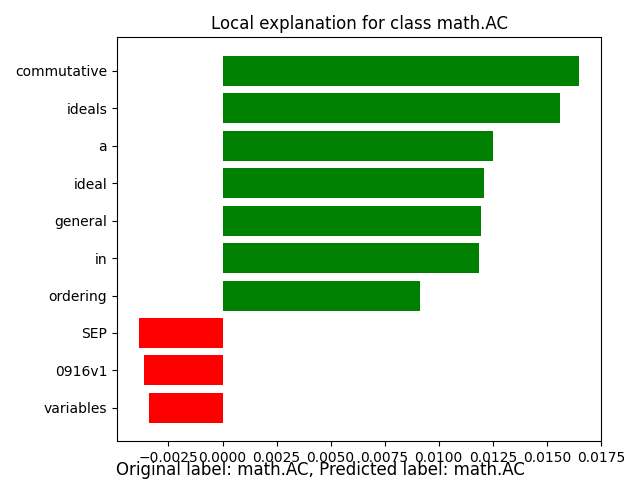 Local explanation for class math.AC
commutative
ideals
a
ideal
general
in
ordering
SEP
0916v1
variables
−0.0025 0.0000 0.0025 0.0050 0.0075 0.0100 0.0125 0.0150 0.0175
Original label: math.AC, Predicted label: math.AC